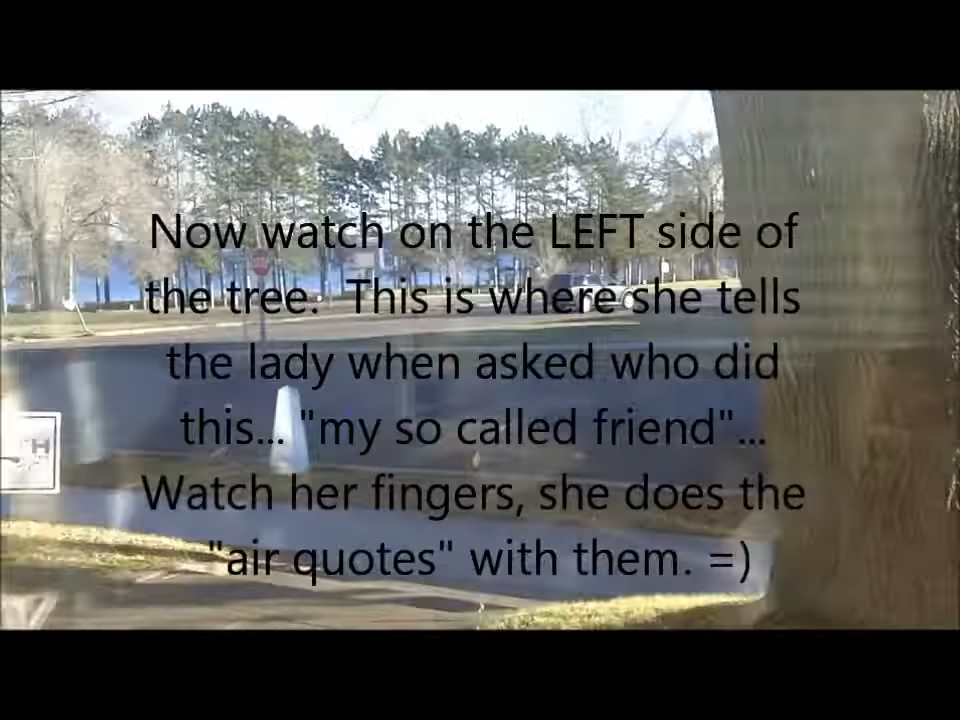 Now watch on the LEFT side of
the tree. This is where she tells
the lady when asked who did
this... "my so called friend"...
Watch her fingers, she does the
"air quotes" with them. =)
H